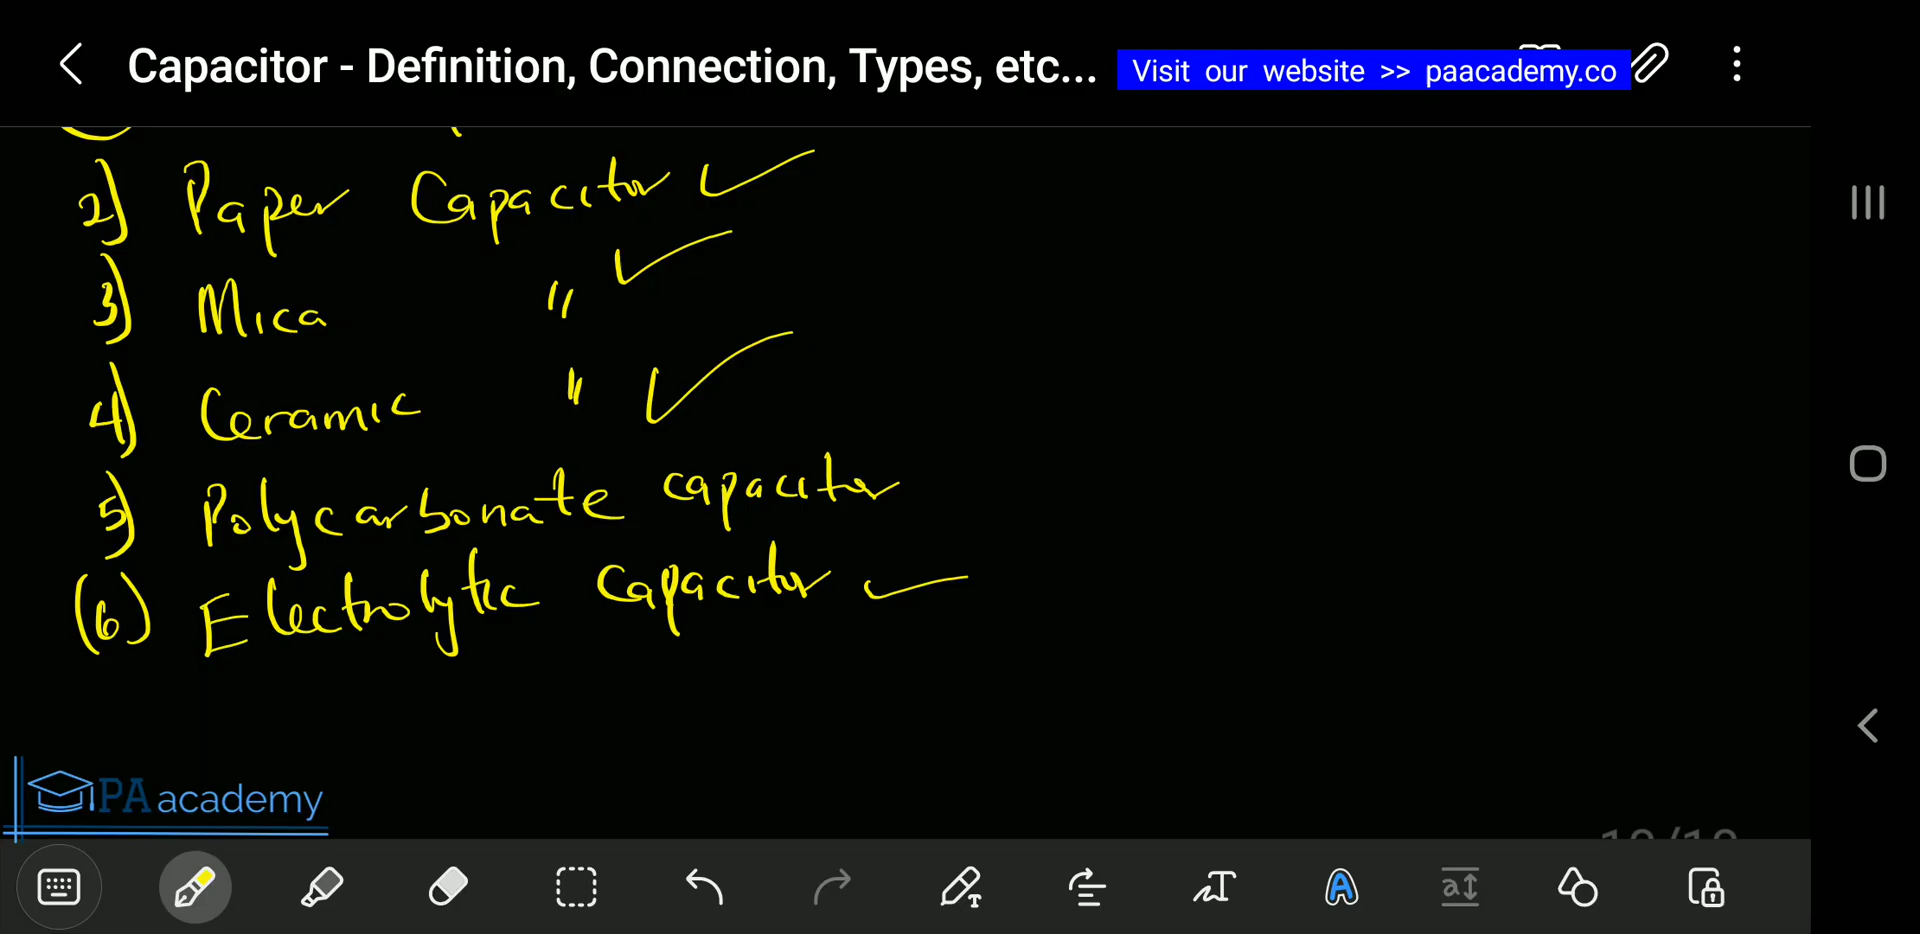 Capacitor - Definition, Connection, Types, etc...
Visit our website >> paacademy.co
2) Paper Capacitor
3) Mica "
4) Ceramic "
5) Polycarbonate capacitor
(6) Electrolytic Capacitor
PA academy